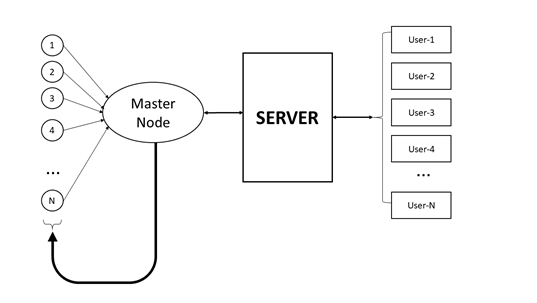 1
2
3
4
...
N
Master
Node
SERVER
User-1
User-2
User-3
User-4
...
User-N